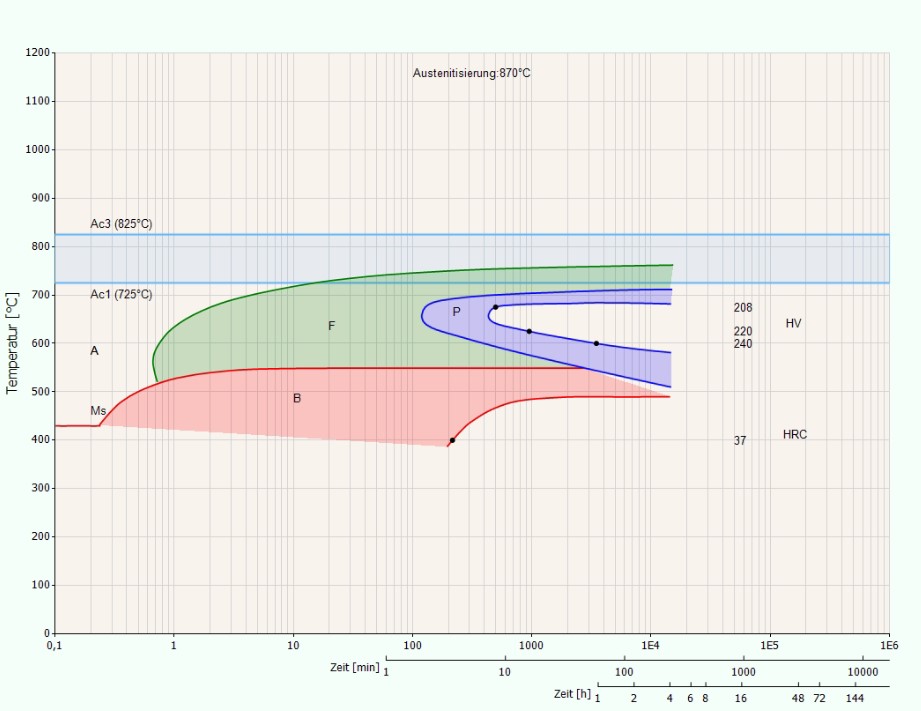 1200
Austenitisierung:870°C
1100
1000
900
Ac3 (825°C)
800
700
Ac1 (725°C)
208
P
HV
F
220
600
240
A
500
B
Ms
HRC
400
37
300
200
100
0
0,1 1 10 100 1000 1E4 1E5 1E6
Zeit [min] 1 10 100 1000 10000
Zeit [h] 1 2 4 6 8 16 48 72 144
Temperatur [°C]